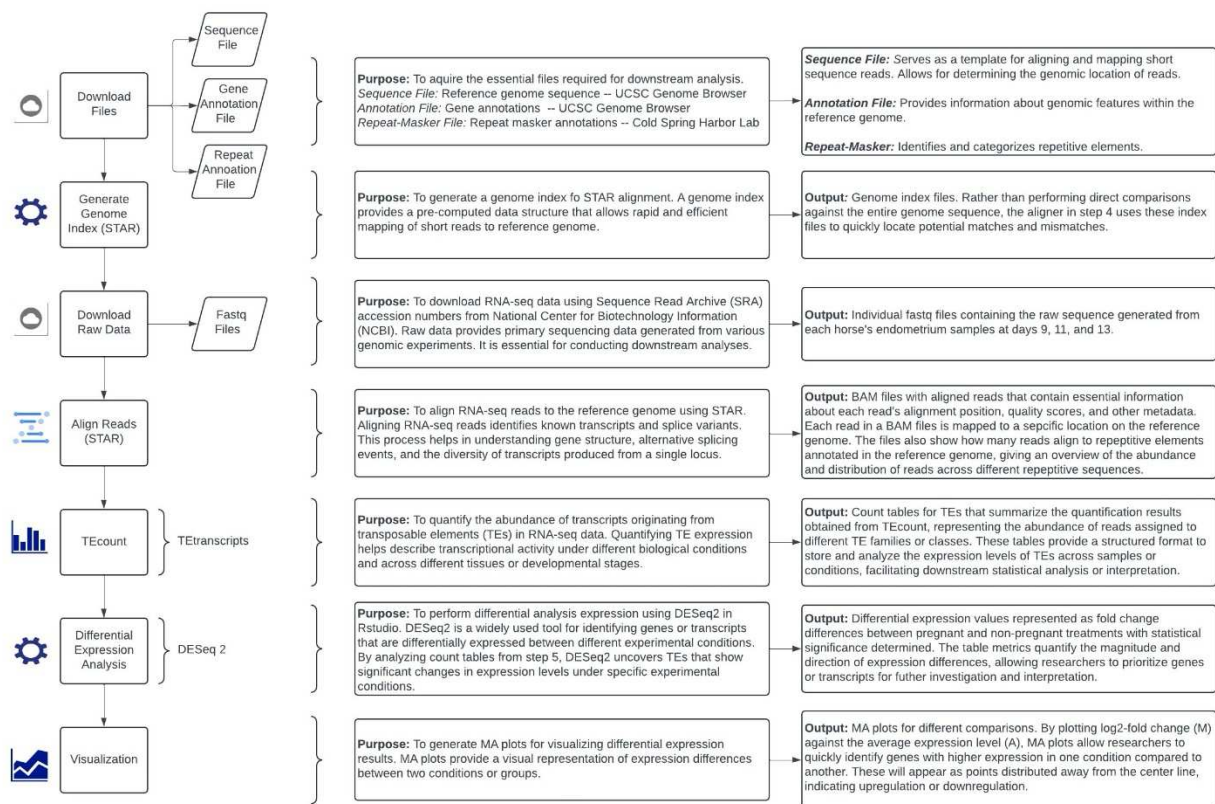 Sequence
File
Download
Files
Gene
Annotation
File
Repeat
Annoation
File
Purpose: To aquire the essential files required for downstream analysis.
Sequence File: Reference genome sequence -- UCSC Genome Browser
Annotation File: Gene annotations -- UCSC Genome Browser
Repeat-Masker File: Repeat masker annotations -- Cold Spring Harbor Lab
Sequence File: Serves as a template for aligning and mapping short
sequence reads. Allows for determining the genomic location of reads.
Annotation File: Provides information about genomic features within the
reference genome.
Repeat-Masker: Identifies and categorizes repetitive elements.
Generate
Genome
Index (STAR)
Purpose: To generate a genome index fo STAR alignment. A genome index
provides a pre-computed data structure that allows rapid and efficient
mapping of short reads to reference genome.
Output: Genome index files. Rather than performing direct comparisons
against the entire genome sequence, the aligner in step 4 uses these index
files to quickly locate potential matches and mismatches.
Download
Raw Data
Fastq
Files
Purpose: To download RNA-seq data using Sequence Read Archive (SRA)
accession numbers from National Center for Biotechnology Information
(NCBI). Raw data provides primary sequencing data generated from various
genomic experiments. It is essential for conducting downstream analyses.
Output: Individual fastq files containing the raw sequence generated from
each horse's endometrium samples at days 9, 11, and 13.
Align Reads
(STAR)
Purpose: To align RNA-seq reads to the reference genome using STAR.
Aligning RNA-seq reads identifies known transcripts and splice variants.
This process helps in understanding gene structure, alternative splicing
events, and the diversity of transcripts produced from a single locus.
Output: BAM files with aligned reads that contain essential information
about each read's alignment position, quality scores, and other metadata.
Each read in a BAM files is mapped to a sepcific location on the reference
genome. The files also show how many reads align to repeptitive elements
annotated in the reference genome, giving an overview of the abundance
and distribution of reads across different repeptitive sequences.
TEcount
TEtranscripts
Purpose: To quantify the abundance of transcripts originating from
transposable elements (TEs) in RNA-seq data. Quantifying TE expression
helps describe transcriptional activity under different biological conditions
and across different tissues or developmental stages.
Output: Count tables for TEs that summarize the quantification results
obtained from TEcount, representing the abundance of reads assigned to
different TE families or classes. These tables provide a structured format to
store and analyze the expression levels of TEs across samples or
conditions, facilitating downstream statistical analysis or interpretation.
Differential
Expression
Analysis
DESeq 2
Purpose: To perform differential analysis expression using DESeq2 in
Rstudio. DESeq2 is a widely used tool for identifying genes or transcripts
that are differentially expressed between different experimental conditions.
By analyzing count tables from step 5, DESeq2 uncovers TEs that show
significant changes in expression levels under specific experimental
conditions.
Output: Differential expression values represented as fold change
differences between pregnant and non-pregnant treatments with statistical
significance determined. The table metrics quantify the magnitude and
direction of expression differences, allowing researchers to prioritize genes
or transcripts for futher investigation and interpretation.
Visualization
Purpose: To generate MA plots for visualizing differential expression
results. MA plots provide a visual representation of expression differences
between two conditions or groups.
Output: MA plots for different comparisons. By plotting log2-fold change (M)
against the average expression level (A), MA plots allow researchers to
quickly identify genes with higher expression in one condition compared to
another. These will appear as points distributed away from the center line,
indicating upregulation or downregulation.